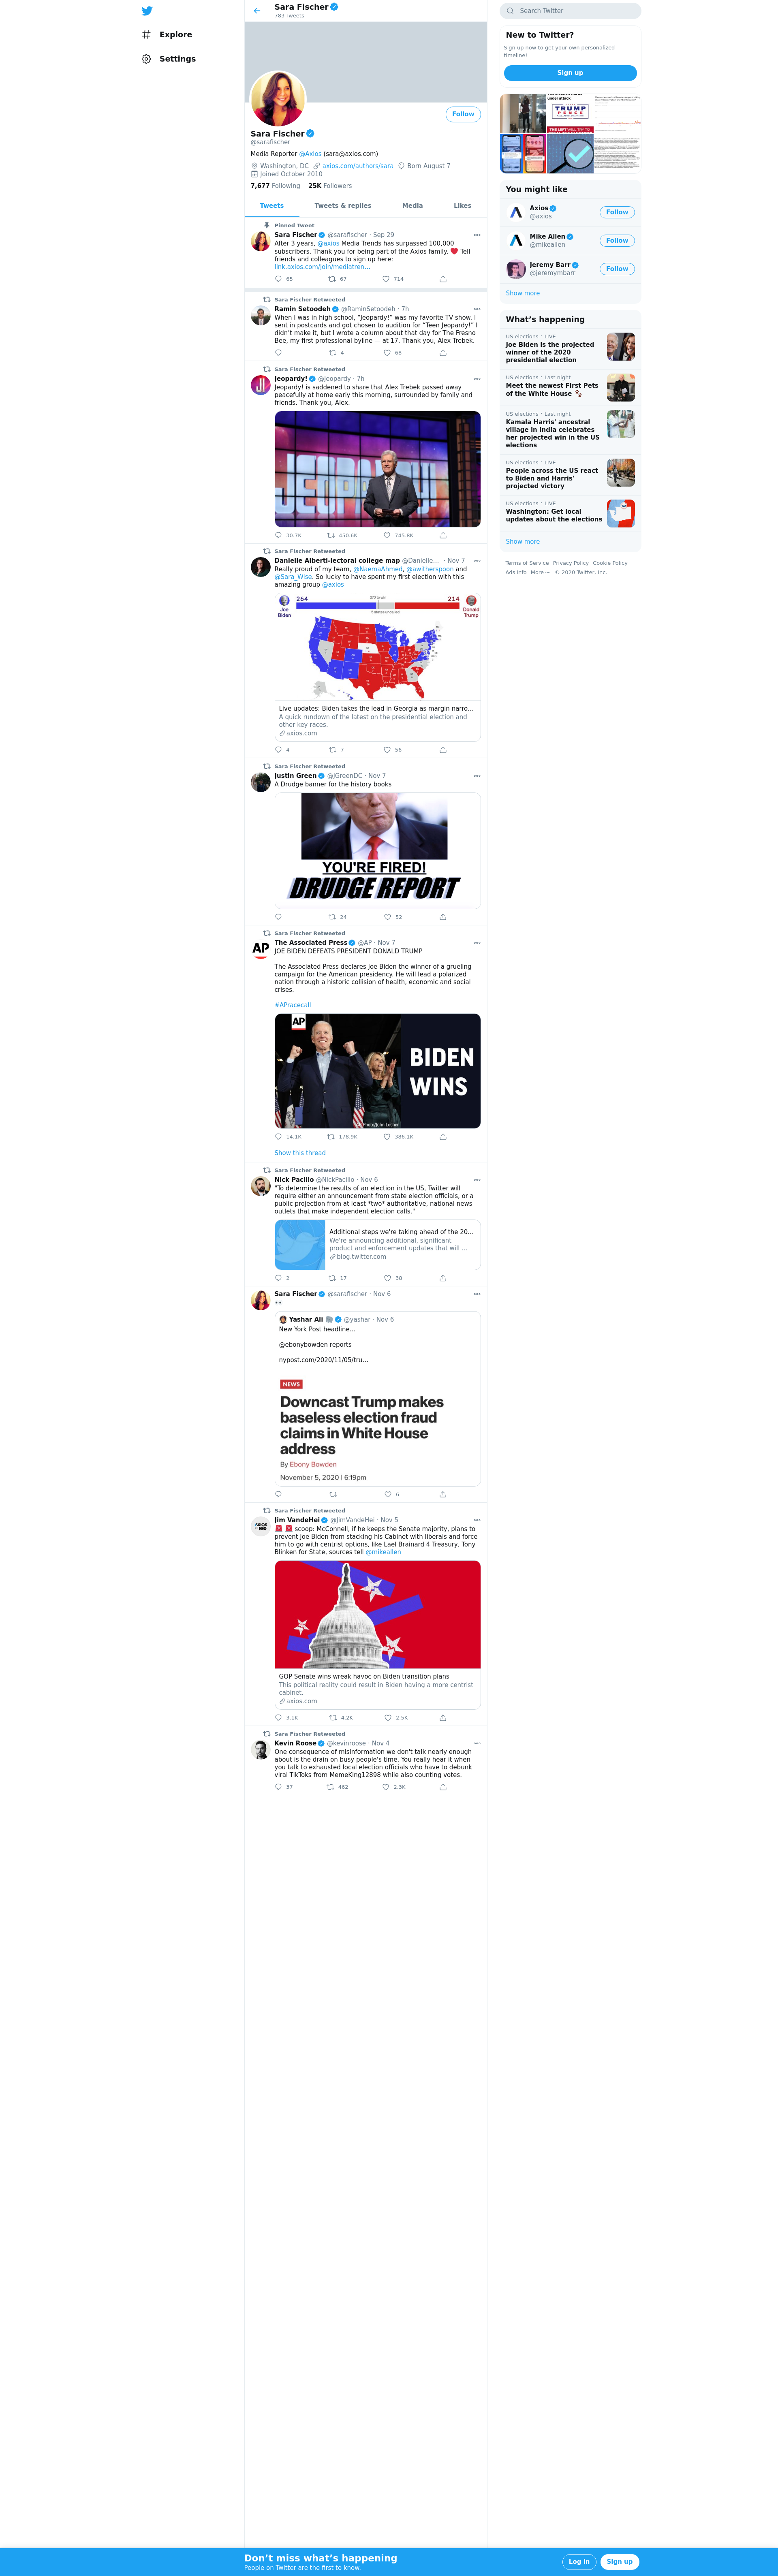 Explore
Settings
Sara Fischer
783 Tweets
Follow
Sara Fischer
@sarafischer
Media Reporter @Axios (sara@axios.com)
Washington, DC axios.com/authors/sara Born August 7
Joined October 2010
7,677 Following 25K Followers
Tweets Tweets & replies Media Likes
Pinned Tweet
Sara Fischer @sarafischer · Sep 29
After 3 years, @axios Media Trends has surpassed 100,000
subscribers. Thank you for being part of the Axios family. ❤️ Tell
friends and colleagues to sign up here:
link.axios.com/join/mediatren…
65 67 714
Sara Fischer Retweeted
Ramin Setoodeh @RaminSetoodeh · 7h
When I was in high school, "Jeopardy!" was my favorite TV show. I
sent in postcards and got chosen to audition for "Teen Jeopardy!" I
didn't make it, but I wrote a column about that day for The Fresno
Bee, my first professional byline — at 17. Thank you, Alex Trebek.
4 68
Sara Fischer Retweeted
Jeopardy! @Jeopardy · 7h
Jeopardy! is saddened to share that Alex Trebek passed away
peacefully at home early this morning, surrounded by family and
friends. Thank you, Alex.
30.7K 450.6K 745.8K
Sara Fischer Retweeted
Danielle Alberti-lectoral college map @Danielle… · Nov 7
Really proud of my team, @NaemaAhmed, @awitherspoon and
@Sara_Wise. So lucky to have spent my first election with this
amazing group @axios
264 270 to win 214
Joe
Biden
Donald
Trump
Live updates: Biden takes the lead in Georgia as margin narro…
A quick rundown of the latest on the presidential election and
other key races.
axios.com
4 7 56
Sara Fischer Retweeted
Justin Green @JGreenDC · Nov 7
A Drudge banner for the history books
YOU'RE FIRED!
DRUDGE REPORT
24 52
Sara Fischer Retweeted
AP
The Associated Press @AP · Nov 7
JOE BIDEN DEFEATS PRESIDENT DONALD TRUMP
The Associated Press declares Joe Biden the winner of a grueling
campaign for the American presidency. He will lead a polarized
nation through a historic collision of health, economic and social
crises.
#APracecall
AP
BIDEN
WINS
14.1K 178.9K 386.1K
Show this thread
Sara Fischer Retweeted
Nick Pacilio @NickPacilio · Nov 6
"To determine the results of an election in the US, Twitter will
require either an announcement from state election officials, or a
public projection from at least *two* authoritative, national news
outlets that make independent election calls."
Additional steps we're taking ahead of the 20…
We're announcing additional, significant
product and enforcement updates that will …
blog.twitter.com
2 17 38
Sara Fischer @sarafischer · Nov 6
Yashar Ali @yashar · Nov 6
New York Post headline…
@ebonybowden reports
nypost.com/2020/11/05/tru…
NEWS
Downcast Trump makes
baseless election fraud
claims in White House
address
By Ebony Bowden
November 5, 2020 | 6:19pm
6
Sara Fischer Retweeted
Jim VandeHei @JimVandeHei · Nov 5
🚨 🚨 scoop: McConnell, if he keeps the Senate majority, plans to
prevent Joe Biden from stacking his Cabinet with liberals and force
him to go with centrist options, like Lael Brainard 4 Treasury, Tony
Blinken for State, sources tell @mikeallen
GOP Senate wins wreak havoc on Biden transition plans
This political reality could result in Biden having a more centrist
cabinet.
axios.com
3.1K 4.2K 2.5K
Sara Fischer Retweeted
Kevin Roose @kevinroose · Nov 4
One consequence of misinformation we don't talk nearly enough
about is the drain on busy people's time. You really hear it when
you talk to exhausted local election officials who have to debunk
viral TikToks from MemeKing12898 while also counting votes.
37 462 2.3K
Search Twitter
New to Twitter?
Sign up now to get your own personalized
timeline!
Sign up
under attack
TRUMP
PENCE
You might like
Axios
@axios
Follow
Mike Allen
@mikeallen
Follow
Jeremy Barr
@jeremymbarr
Follow
Show more
What's happening
US elections · LIVE
Joe Biden is the projected
winner of the 2020
presidential election
US elections · Last night
Meet the newest First Pets
of the White House 🐾
US elections · Last night
Kamala Harris' ancestral
village in India celebrates
her projected win in the US
elections
US elections · LIVE
People across the US react
to Biden and Harris'
projected victory
US elections · LIVE
Washington: Get local
updates about the elections
Show more
Terms of Service Privacy Policy Cookie Policy
Ads info More © 2020 Twitter, Inc.
Don't miss what's happening
People on Twitter are the first to know.
Log in
Sign up